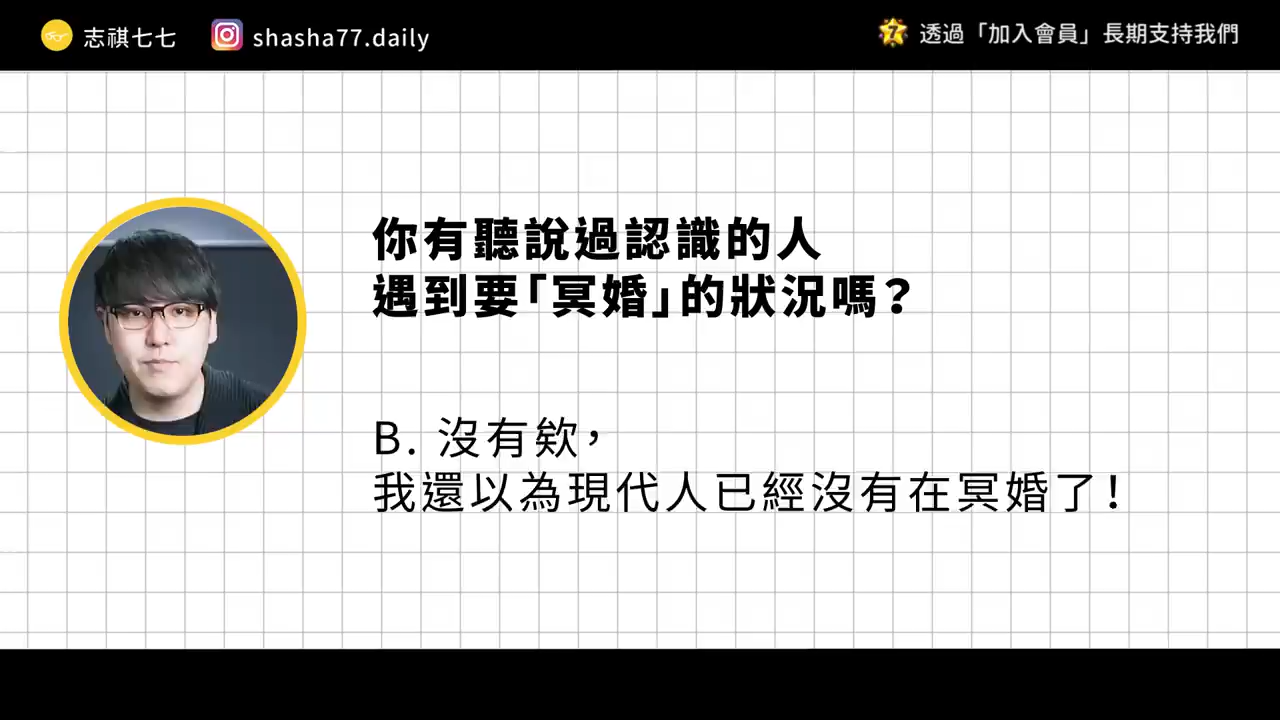 志祺七七
shasha77.daily
透過「加入會員」長期支持我們
你有聽說過認識的人
遇到要「冥婚」的狀況嗎？
B. 沒有欸，
我還以為現代人已經沒有在冥婚了！